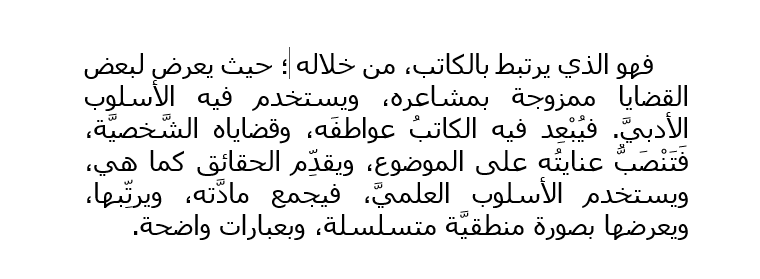 فهو الذي يرتبط بالكاتب، من خلاله ؛ حيث يعرض لبعض
القضايا ممزوجة بمشاعره، ويستخدم فيه الأسلوب
الأدبيَّ. فيُبْعِد فيه الكاتبُ عواطفَه، وقضاياه الشَّخصيَّة،
فَتَنْصَبُّ عنايتُه على الموضوع، ويقدِّم الحقائق كما هي،
ويستخدم الأسلوب العلميَّ، فيجمع مادَّته، ويرتِّبها،
ويعرضها بصورة منطقيَّة متسلسلة، وبعبارات واضحة.